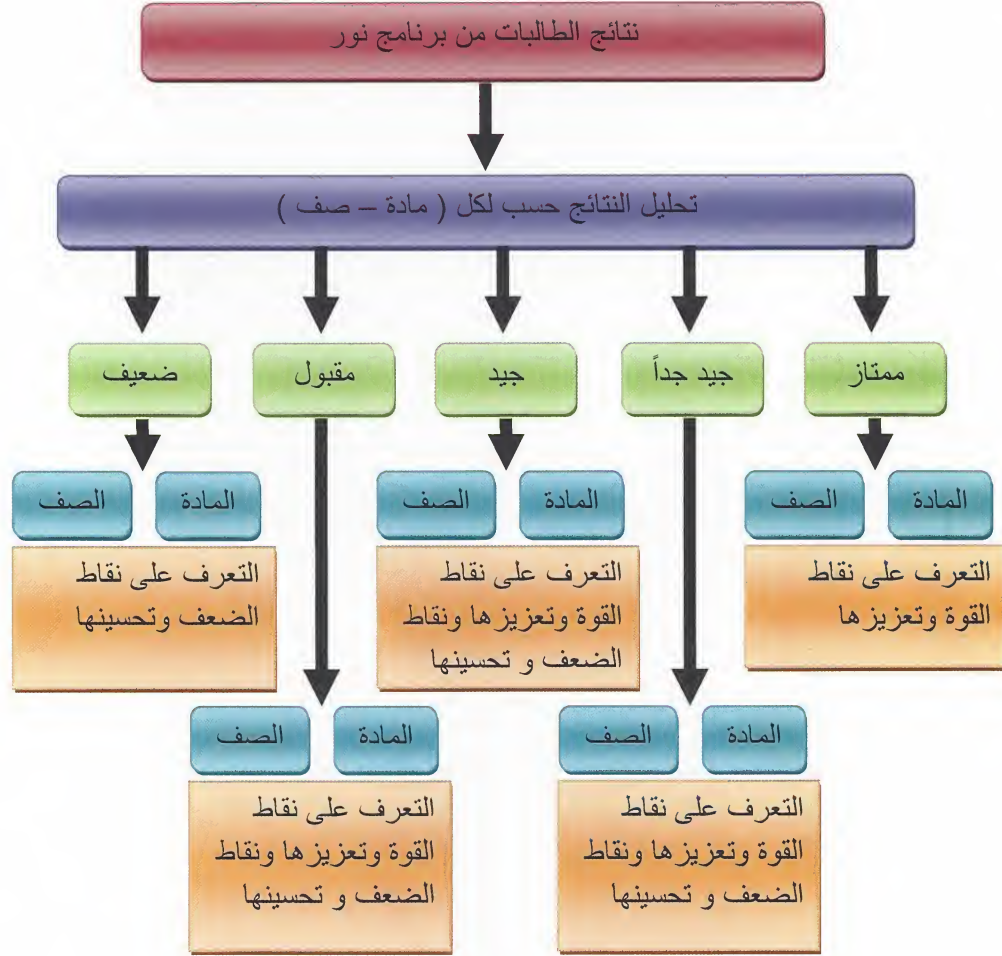 نتائج الطالبات من برنامج نور
تحليل النتائج حسب لكل ( مادة – صف )
ممتاز
جيد جداً
جيد
مقبول
ضعيف
المادة
الصف
التعرف على نقاط
القوة وتعزيزها
المادة
الصف
التعرف على نقاط
القوة وتعزيزها ونقاط
الضعف و تحسينها
المادة
الصف
التعرف على نقاط
الضعف وتحسينها
المادة
الصف
التعرف على نقاط
القوة وتعزيزها ونقاط
الضعف و تحسينها
المادة
الصف
التعرف على نقاط
القوة وتعزيزها ونقاط
الضعف و تحسينها